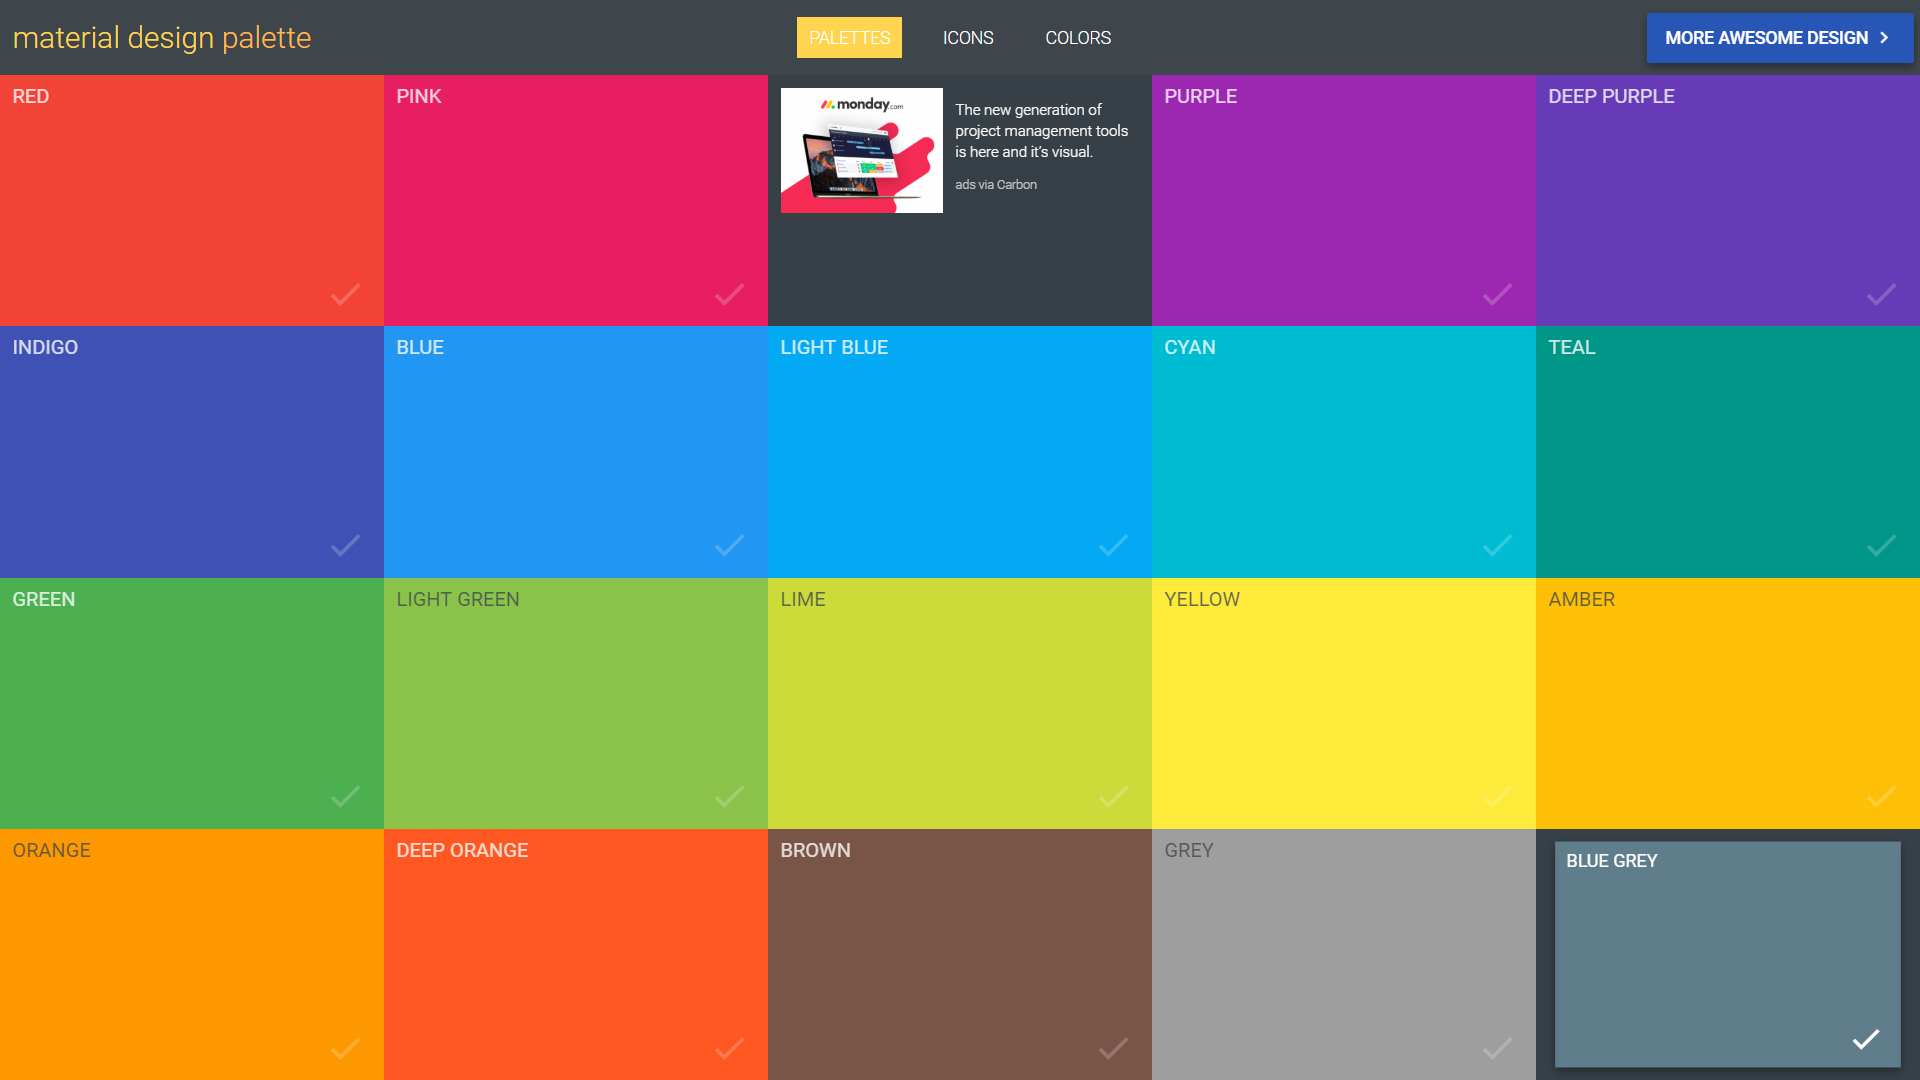 material design palette
PALETTES
ICONS
COLORS
MORE AWESOME DESIGN
RED
PINK
monday.com
The new generation of
project management tools
is here and it's visual.
ads via Carbon
PURPLE
DEEP PURPLE
INDIGO
BLUE
LIGHT BLUE
CYAN
TEAL
GREEN
LIGHT GREEN
LIME
YELLOW
AMBER
ORANGE
DEEP ORANGE
BROWN
GREY
BLUE GREY